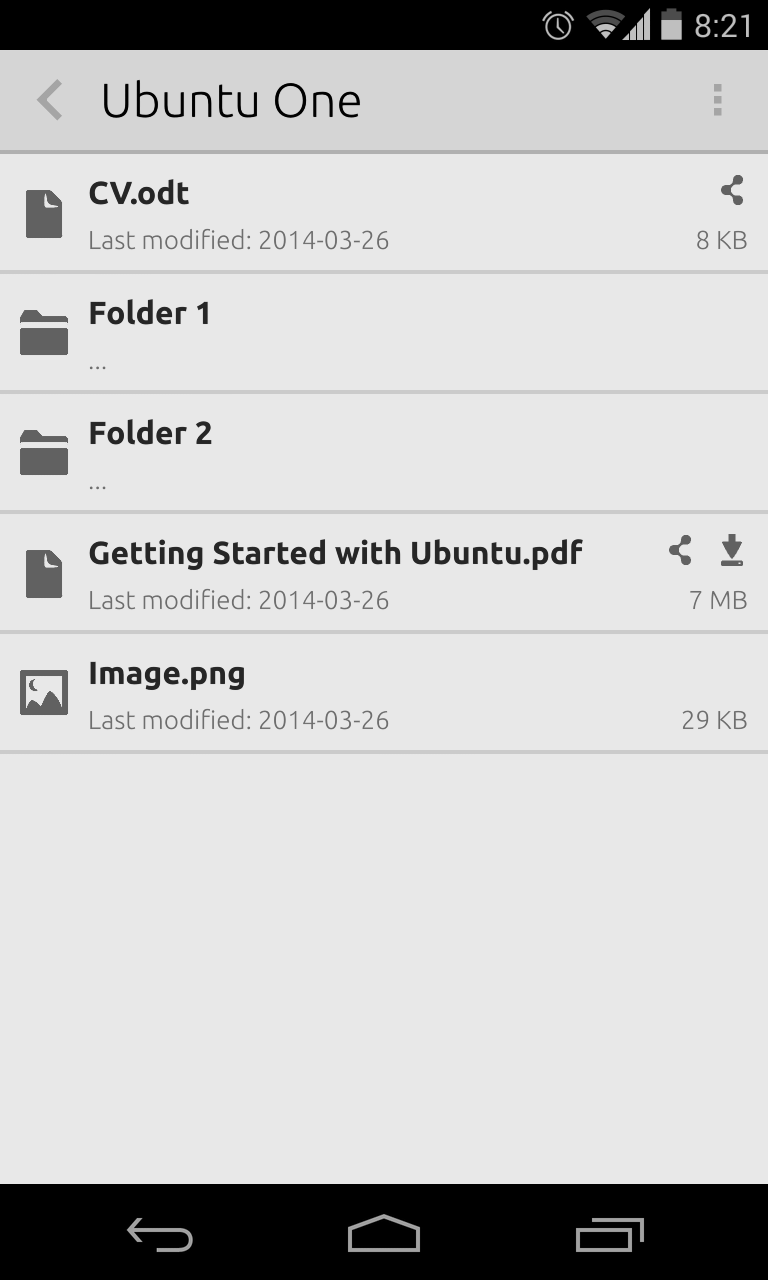 8:21
Ubuntu One
CV.odt
Last modified: 2014-03-26 8 KB
Folder 1
...
Folder 2
...
Getting Started with Ubuntu.pdf
Last modified: 2014-03-26 7 MB
Image.png
Last modified: 2014-03-26 29 KB